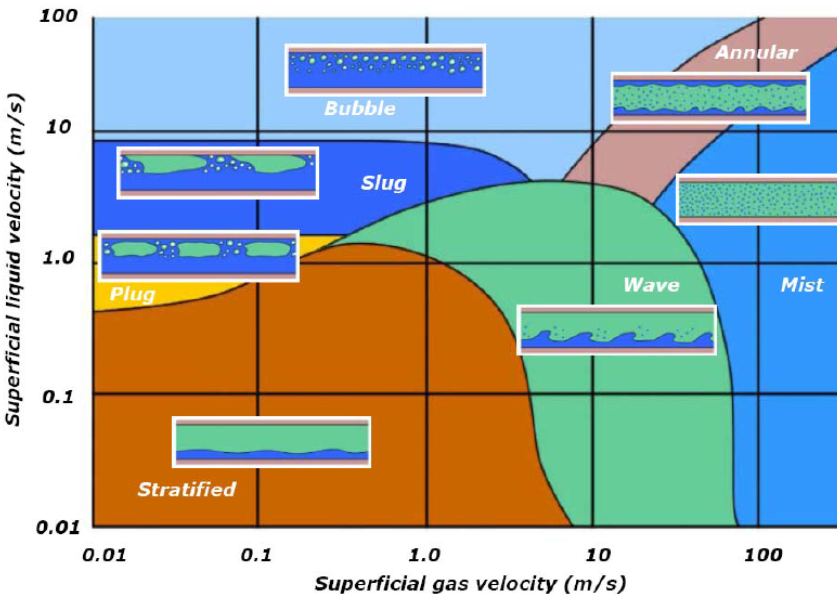 100
Annular
Bubble
10
Slug
1.0
Plug
Wave
Mist
0.1
Stratified
0.01
0.01
0.1
1.0
10
100
Superficial gas velocity (m/s)
Superficial liquid velocity (m/s)